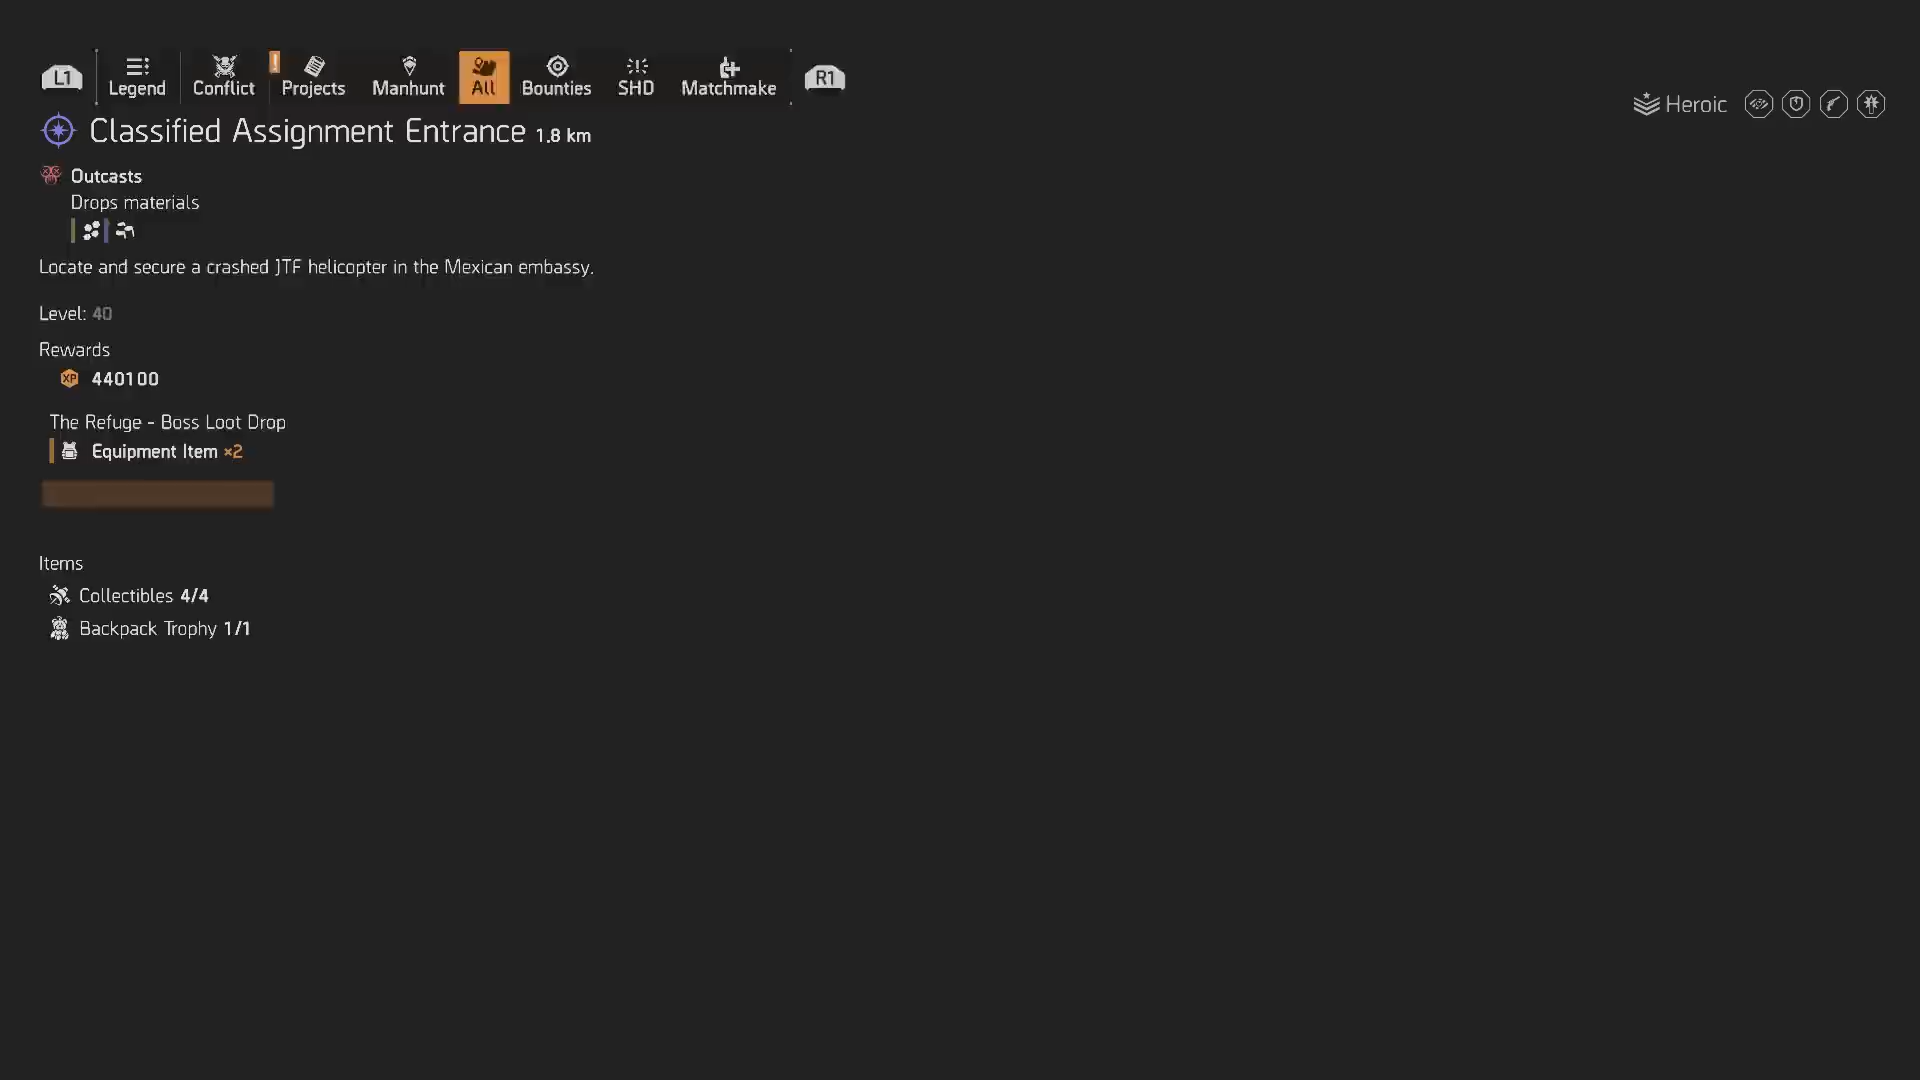 L1 Legend Conflict ! Projects Manhunt All Bounties SHD Matchmake R1
Heroic
Classified Assignment Entrance 1.8 km
Outcasts
Drops materials
Locate and secure a crashed JTF helicopter in the Mexican embassy.
Level: 40
Rewards
XP 440100
The Refuge - Boss Loot Drop
Equipment Item ×2
Items
Collectibles 4/4
Backpack Trophy 1/1